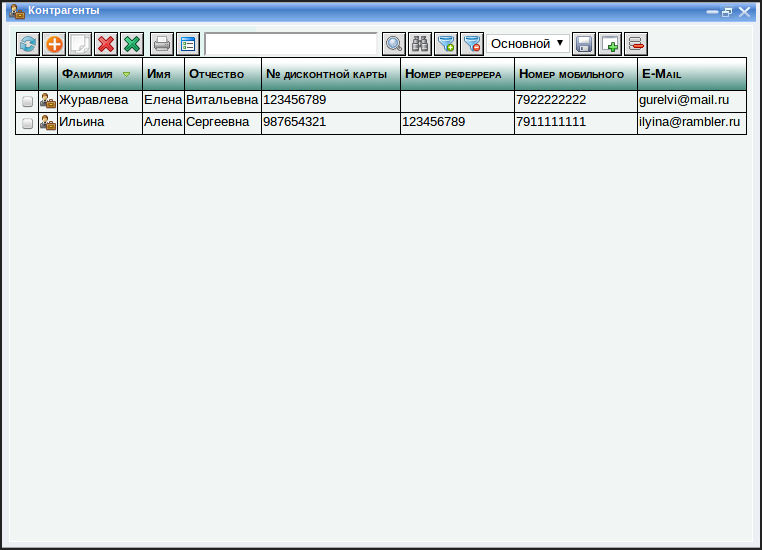 Контрагенты
Основной
Фамилия Имя Отчество № дисконтной карты Номер реферрера Номер мобильного E-Mail
Журавлева Елена Витальевна 123456789 7922222222 gurelvi@mail.ru
Ильина Алена Сергеевна 987654321 123456789 7911111111 ilyina@rambler.ru